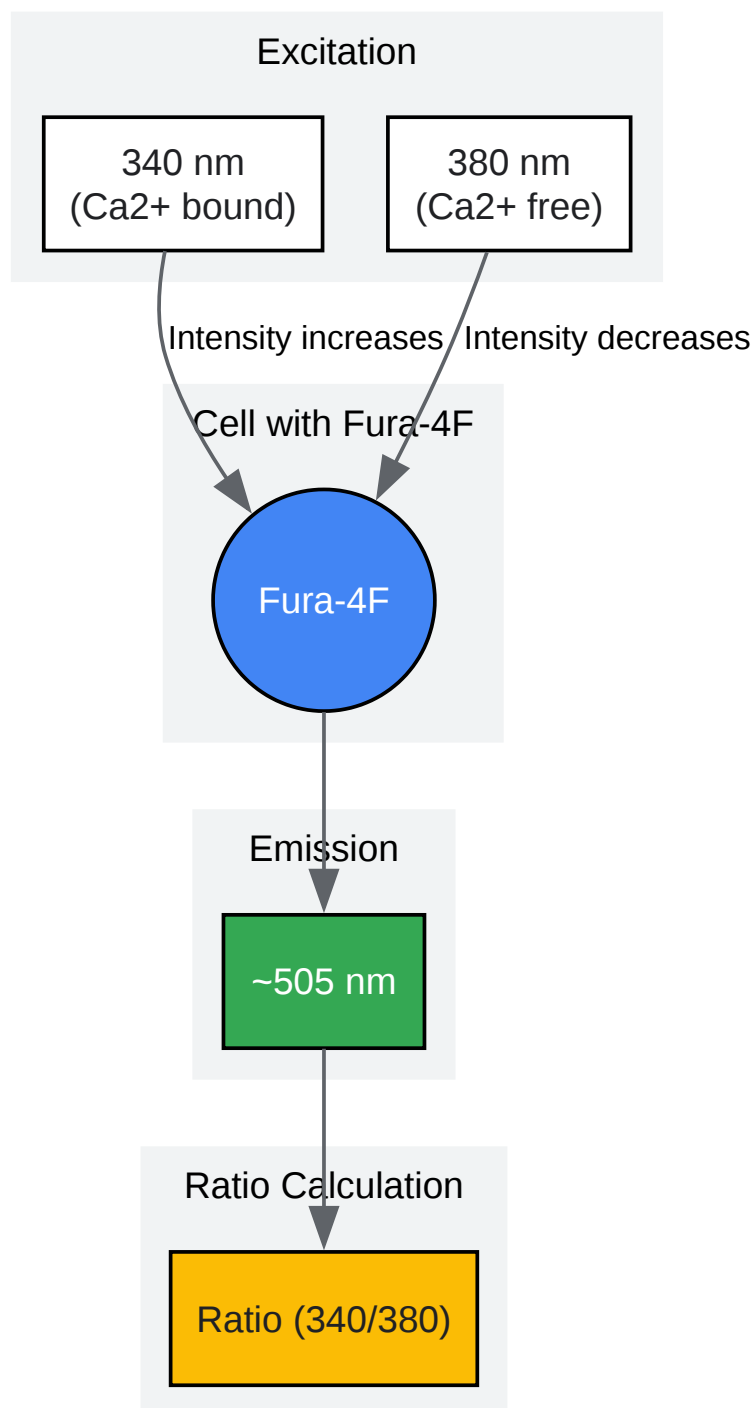 Excitation
340 nm
(Ca2+ bound)
380 nm
(Ca2+ free)
Intensity increases
Intensity decreases
Cell with Fura-4F
Fura-4F
Emission
~505 nm
Ratio Calculation
Ratio (340/380)